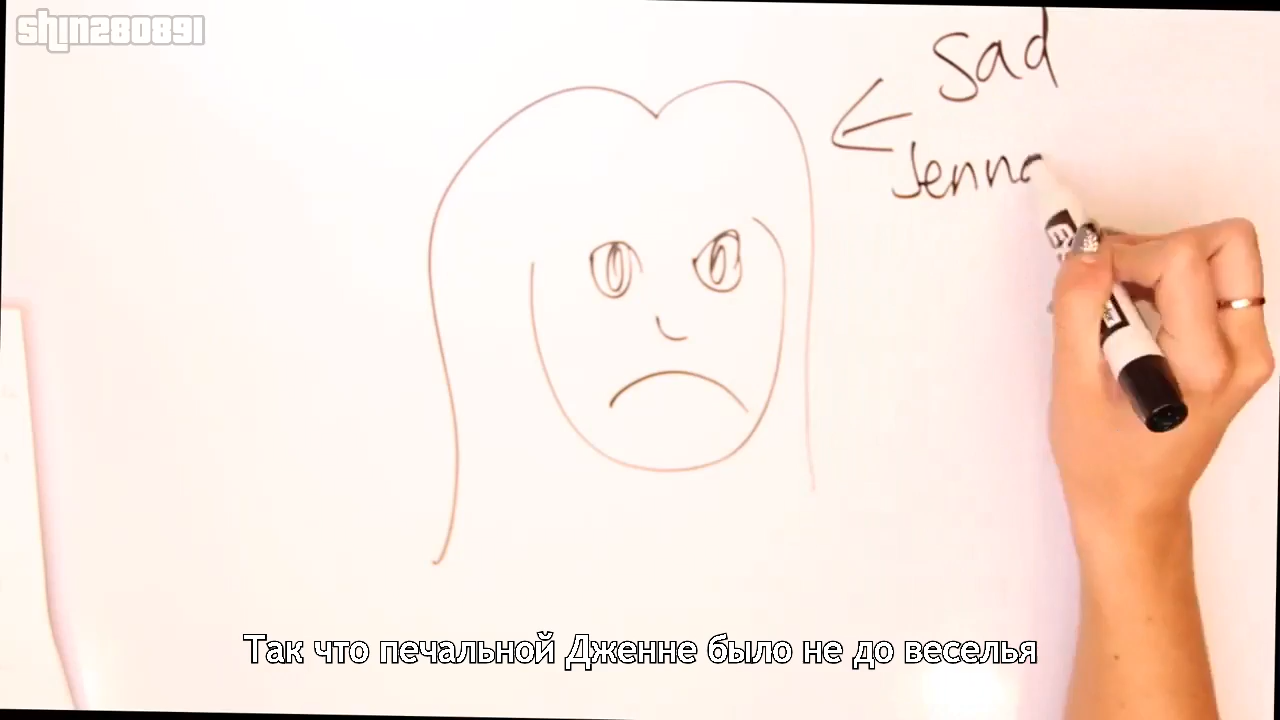 shin280891
sad
Jenna
Так что печальной Дженне было не до веселья